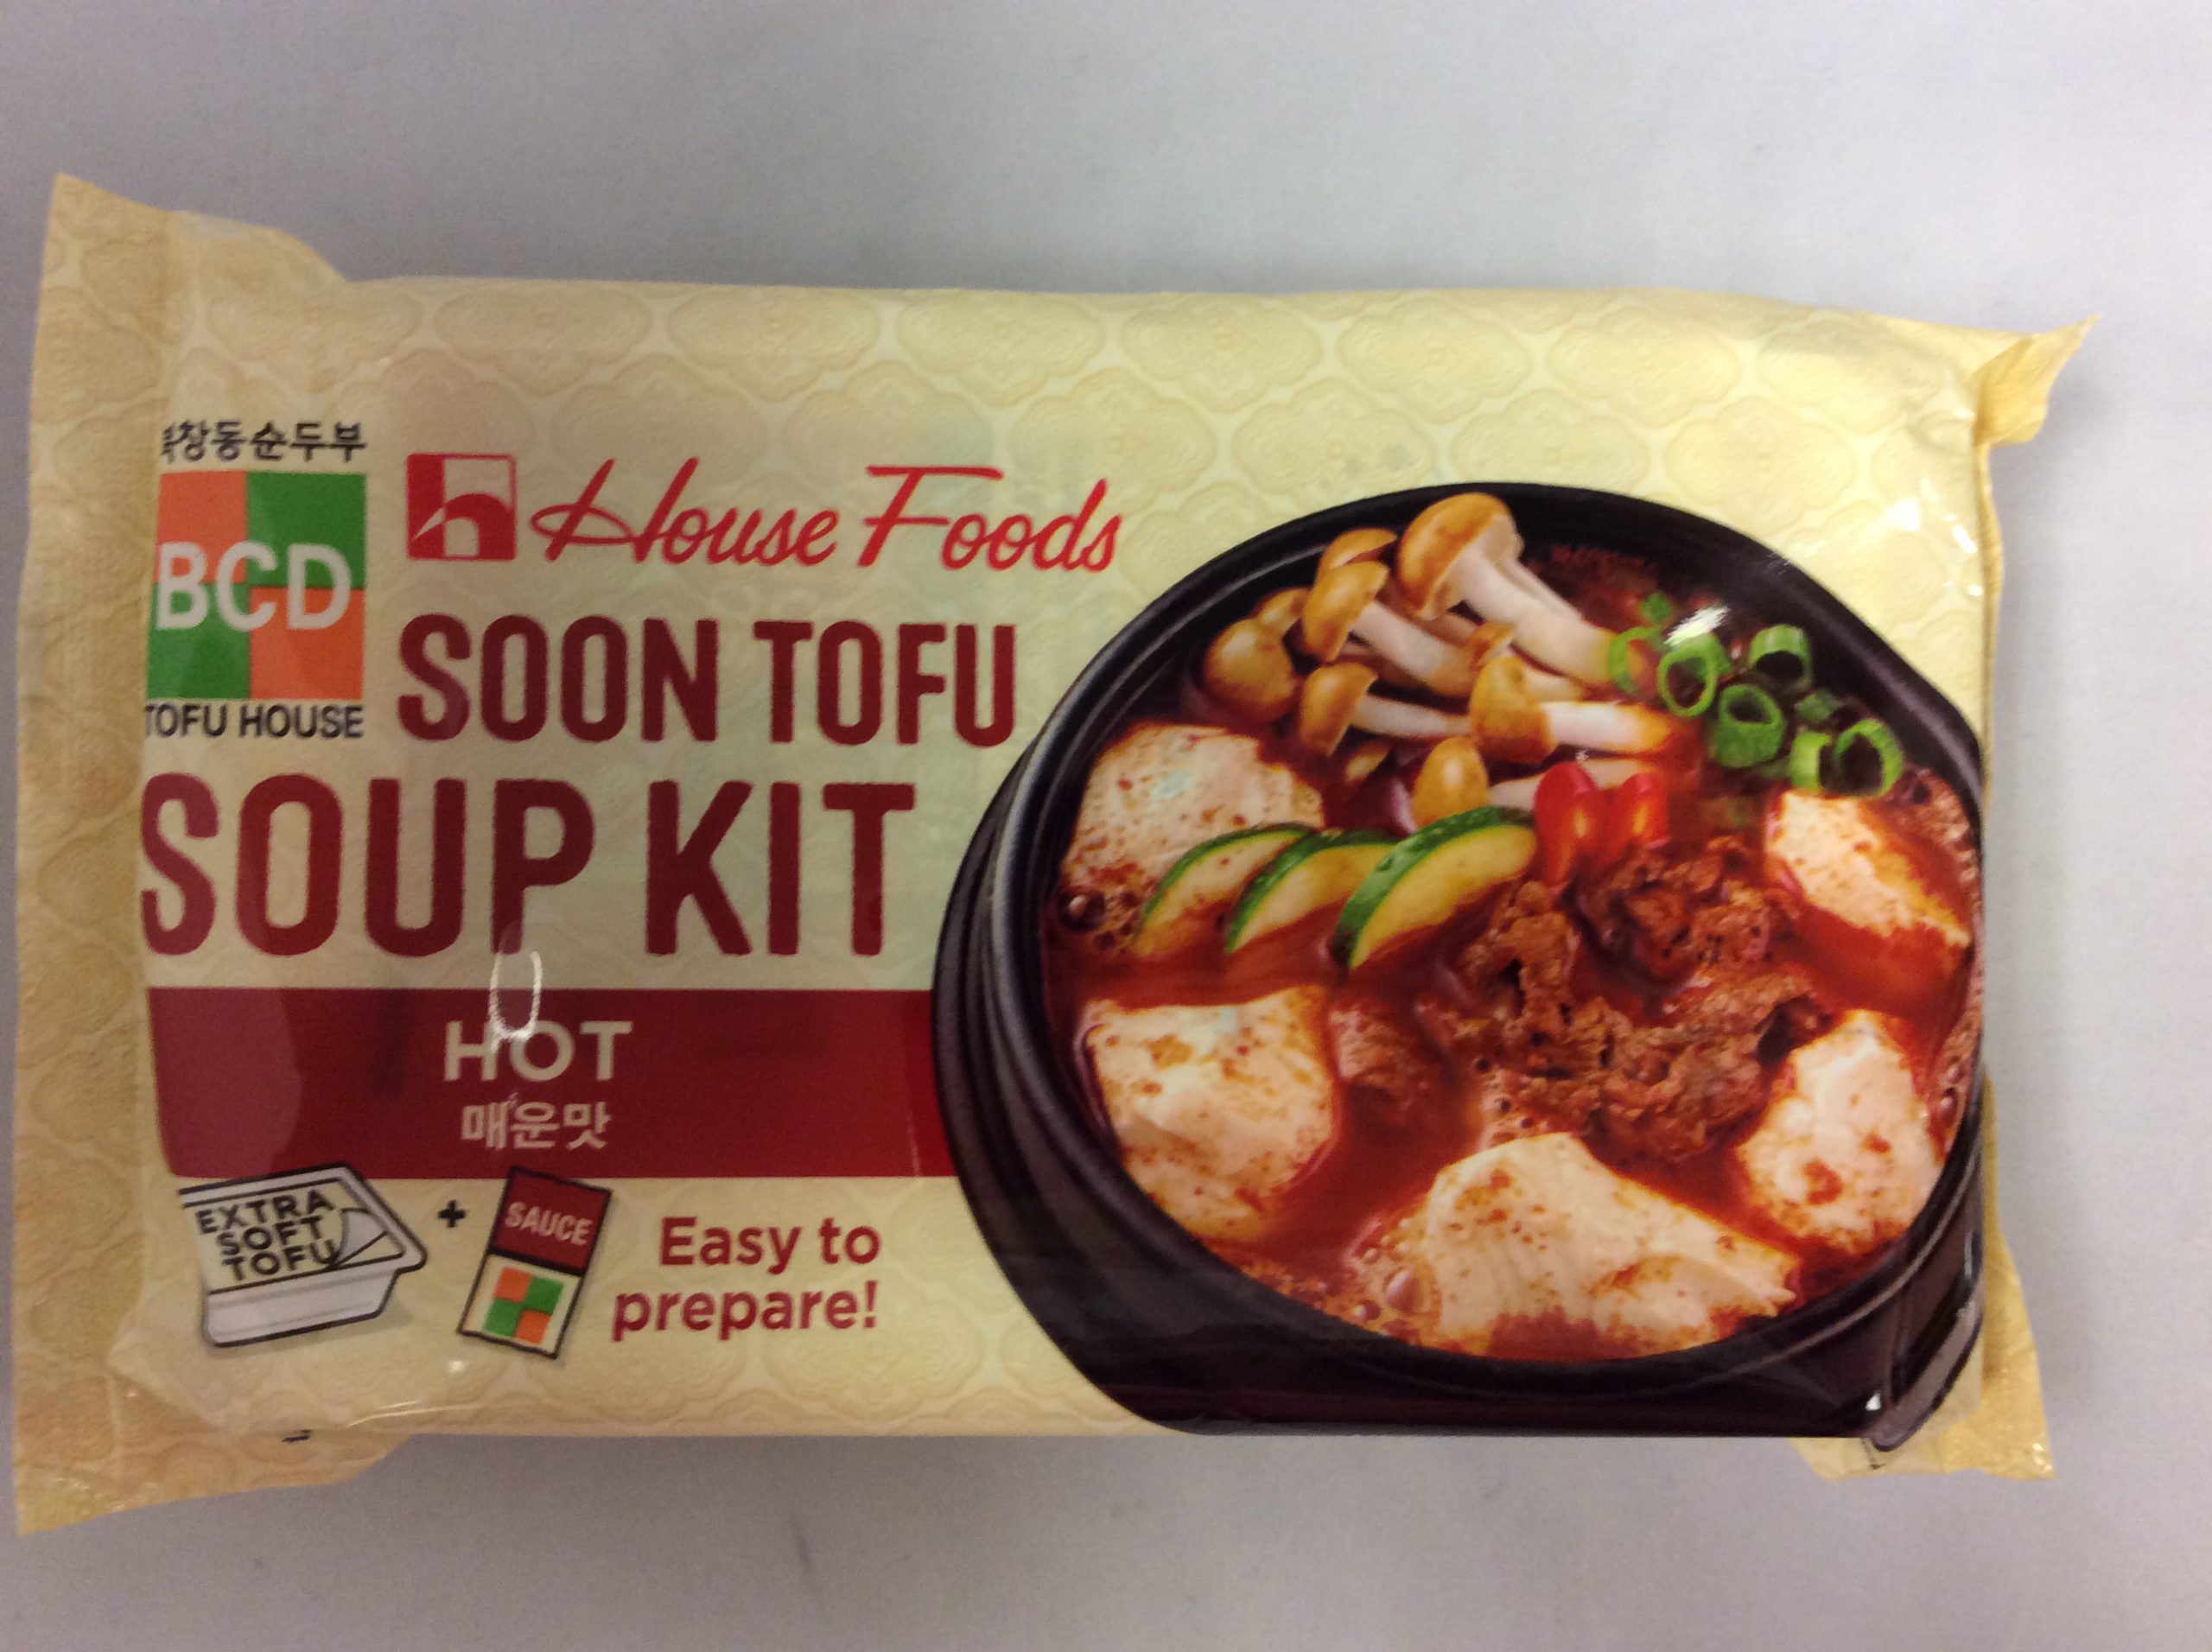 창동순두부
BCD
TOFU HOUSE
House Foods
SOON TOFU
SOUP KIT
HOT
매운맛
EXTRA
SOFT
TOFU
+
SAUCE
Easy to
prepare!